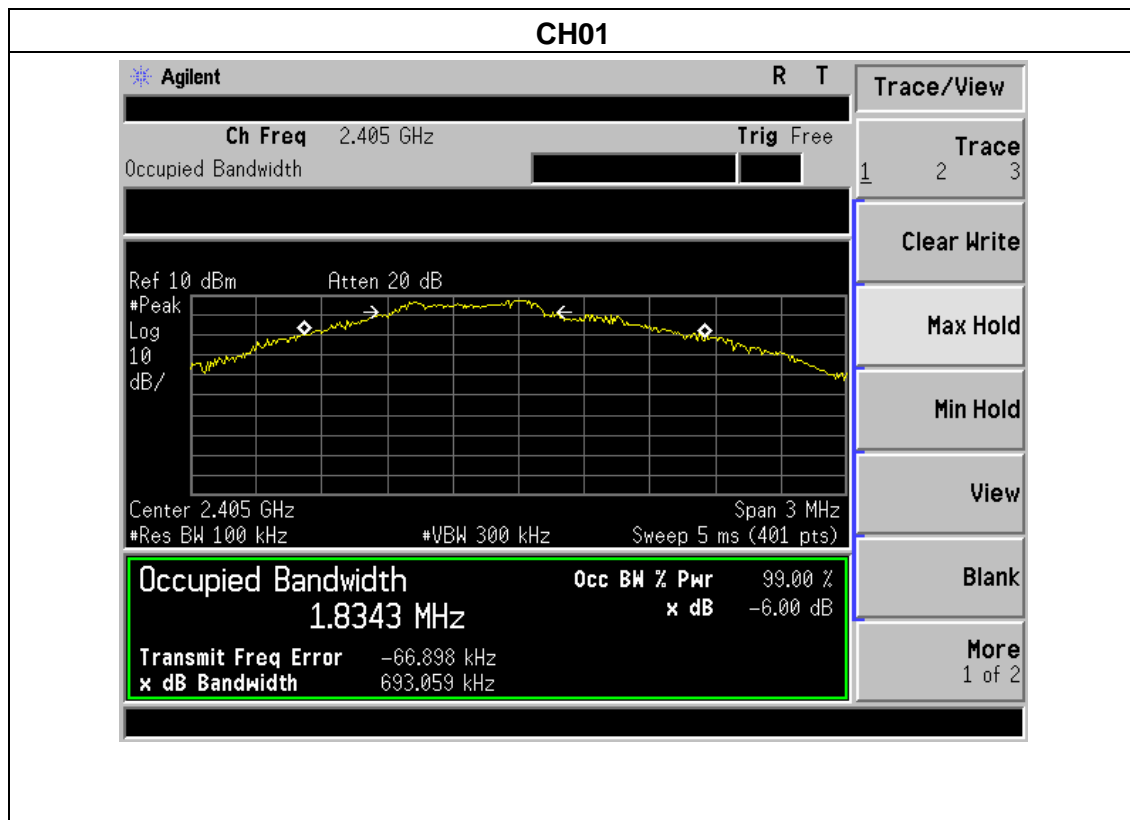 CH01
Agilent R T
Ch Freq 2.405 GHz Trig Free
Occupied Bandwidth
Ref 10 dBm Atten 20 dB
#Peak
Log
10
dB/
Center 2.405 GHz Span 3 MHz
#Res BW 100 kHz #VBW 300 kHz Sweep 5 ms (401 pts)
Occupied Bandwidth Occ BW % Pwr 99.00 %
1.8343 MHz x dB -6.00 dB
Transmit Freq Error -66.898 kHz
x dB Bandwidth 693.059 kHz
Trace/View
Trace
1 2 3
Clear Write
Max Hold
Min Hold
View
Blank
More
1 of 2